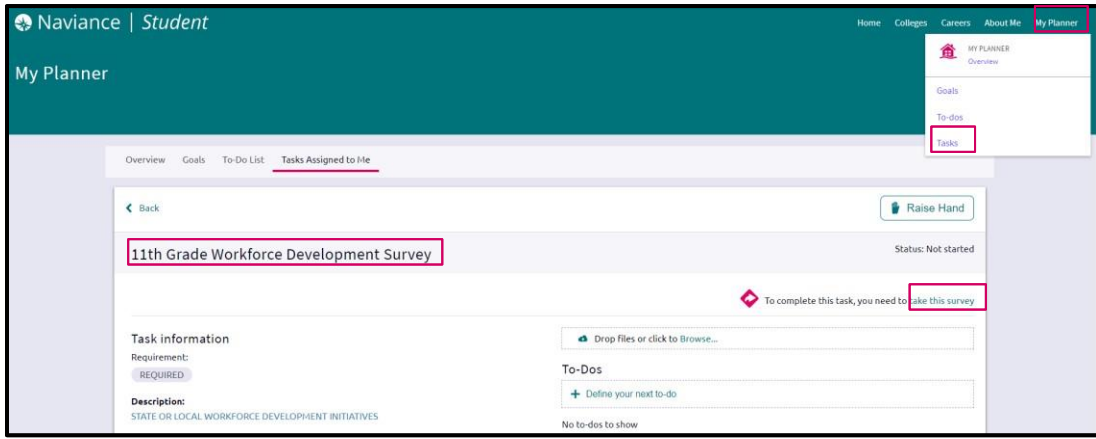 Naviance | Student
Home Colleges Careers About Me My Planner
MY PLANNER
Overview
My Planner
Goals
To-dos
Tasks
Overview Goals To-Do List Tasks Assigned to Me
Back
Raise Hand
11th Grade Workforce Development Survey
Status: Not started
To complete this task, you need to take this survey
Task information
Requirement:
REQUIRED
Description:
STATE OR LOCAL WORKFORCE DEVELOPMENT INITIATIVES
Drop files or click to Browse...
To-Dos
+ Define your next to-do
No to-dos to show